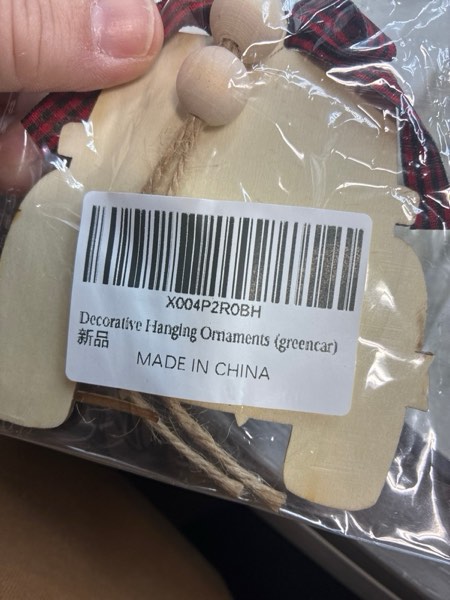 X004P2R0BH
Decorative Hanging Ornaments (greencar)
新品
MADE IN CHINA